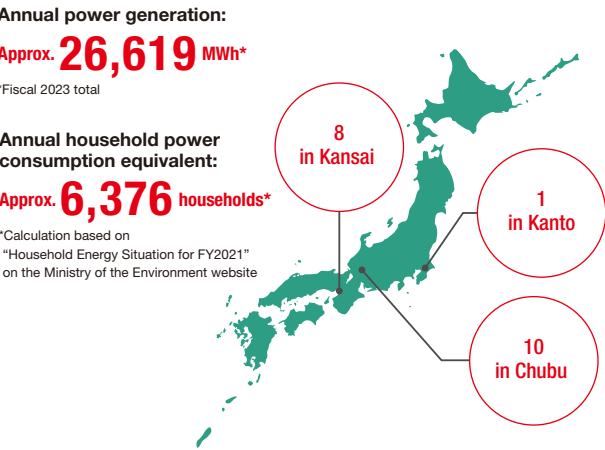 Annual power generation:
Approx. 26,619 MWh*
*Fiscal 2023 total
Annual household power
consumption equivalent:
Approx. 6,376 households*
*Calculation based on
“Household Energy Situation for FY2021”
on the Ministry of the Environment website
8
in Kansai
1
in Kanto
10
in Chubu